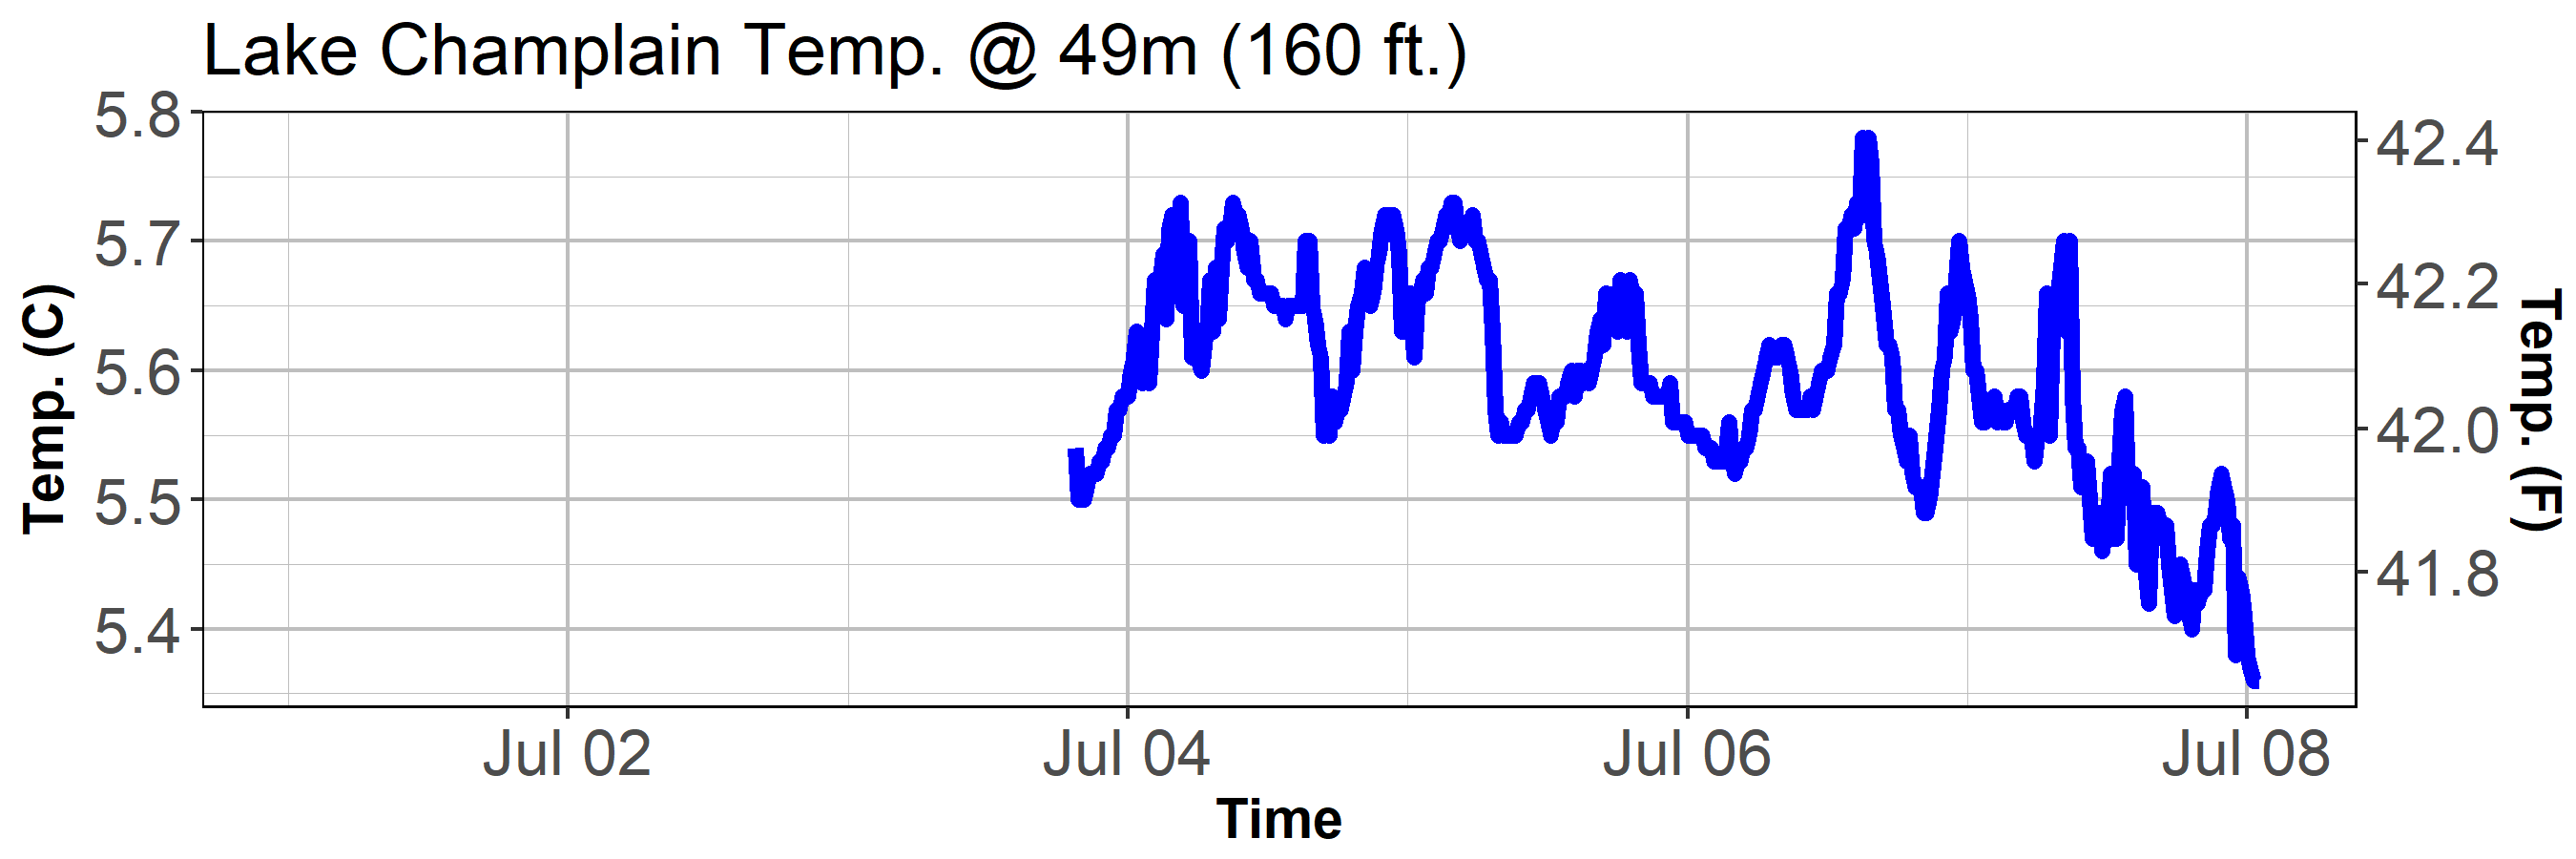 Lake Champlain Temp. @ 49m (160 ft.)
5.8
5.7
5.6
5.5
5.4
Temp. (C)
42.4
42.2
42.0
41.8
Temp. (F)
Jul 02 Jul 04 Jul 06 Jul 08
Time